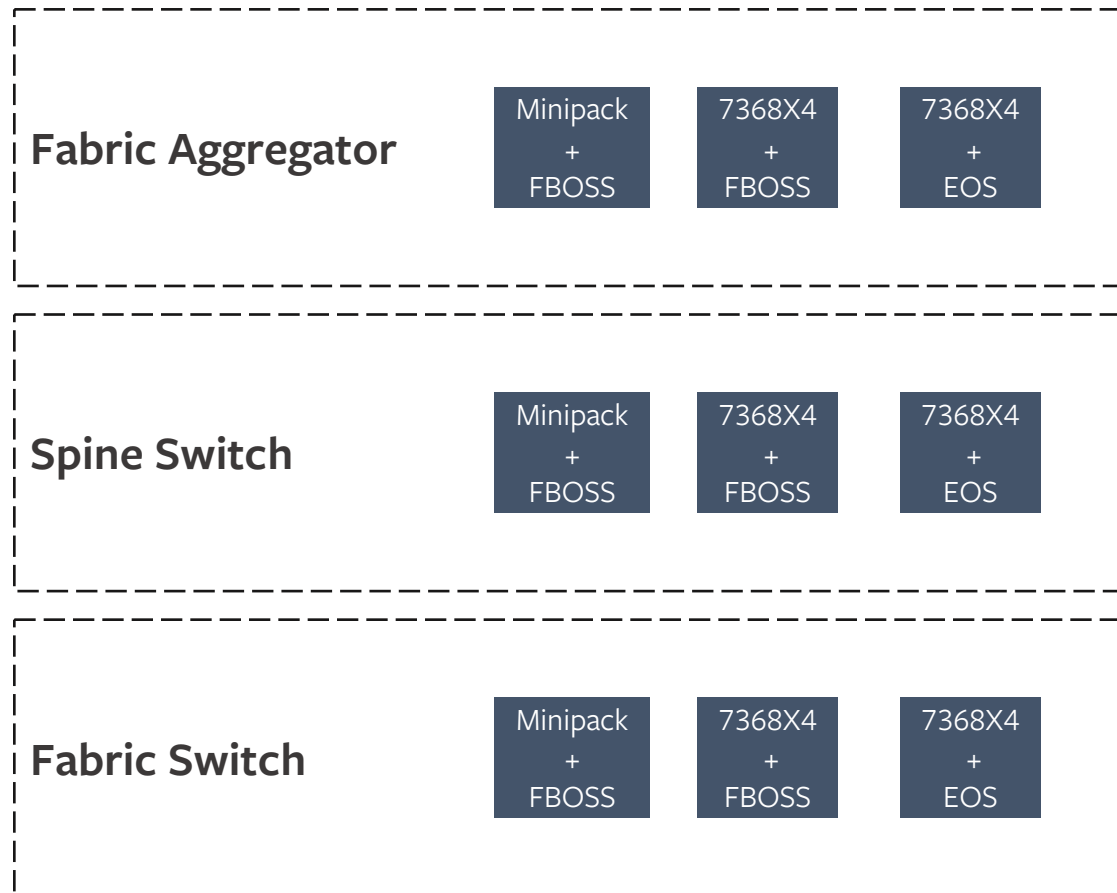 Fabric Aggregator
Minipack
+
FBOSS
7368X4
+
FBOSS
7368X4
+
EOS
Spine Switch
Minipack
+
FBOSS
7368X4
+
FBOSS
7368X4
+
EOS
Fabric Switch
Minipack
+
FBOSS
7368X4
+
FBOSS
7368X4
+
EOS